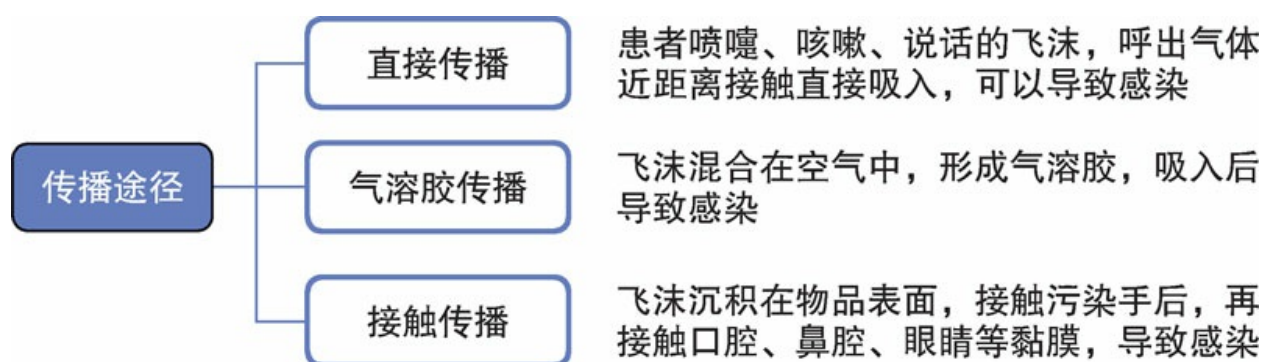 传播途径
直接传播
患者喷嚏、咳嗽、说话的飞沫，呼出气体
近距离接触直接吸入，可以导致感染
气溶胶传播
飞沫混合在空气中，形成气溶胶，吸入后
导致感染
接触传播
飞沫沉积在物品表面，接触污染手后，再
接触口腔、鼻腔、眼睛等黏膜，导致感染